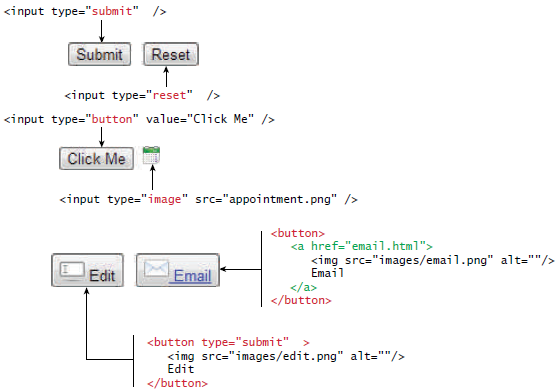 <input type="submit"  />
Submit
Reset
<input type="reset"  />
<input type="button" value="Click Me" />
Click Me
<input type="image" src="appointment.png" />
<button>
<a href="email.html">
<img src="images/email.png" alt=""/>
Email
</a>
</button>
Edit
Email
<button type="submit"  >
<img src="images/edit.png" alt=""/>
Edit
</button>